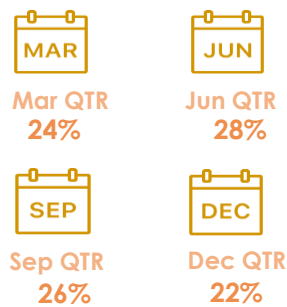 MAR
JUN
Mar QTR
Jun QTR
24%
28%
SEP
DEC
Sep QTR
Dec QTR
26%
22%